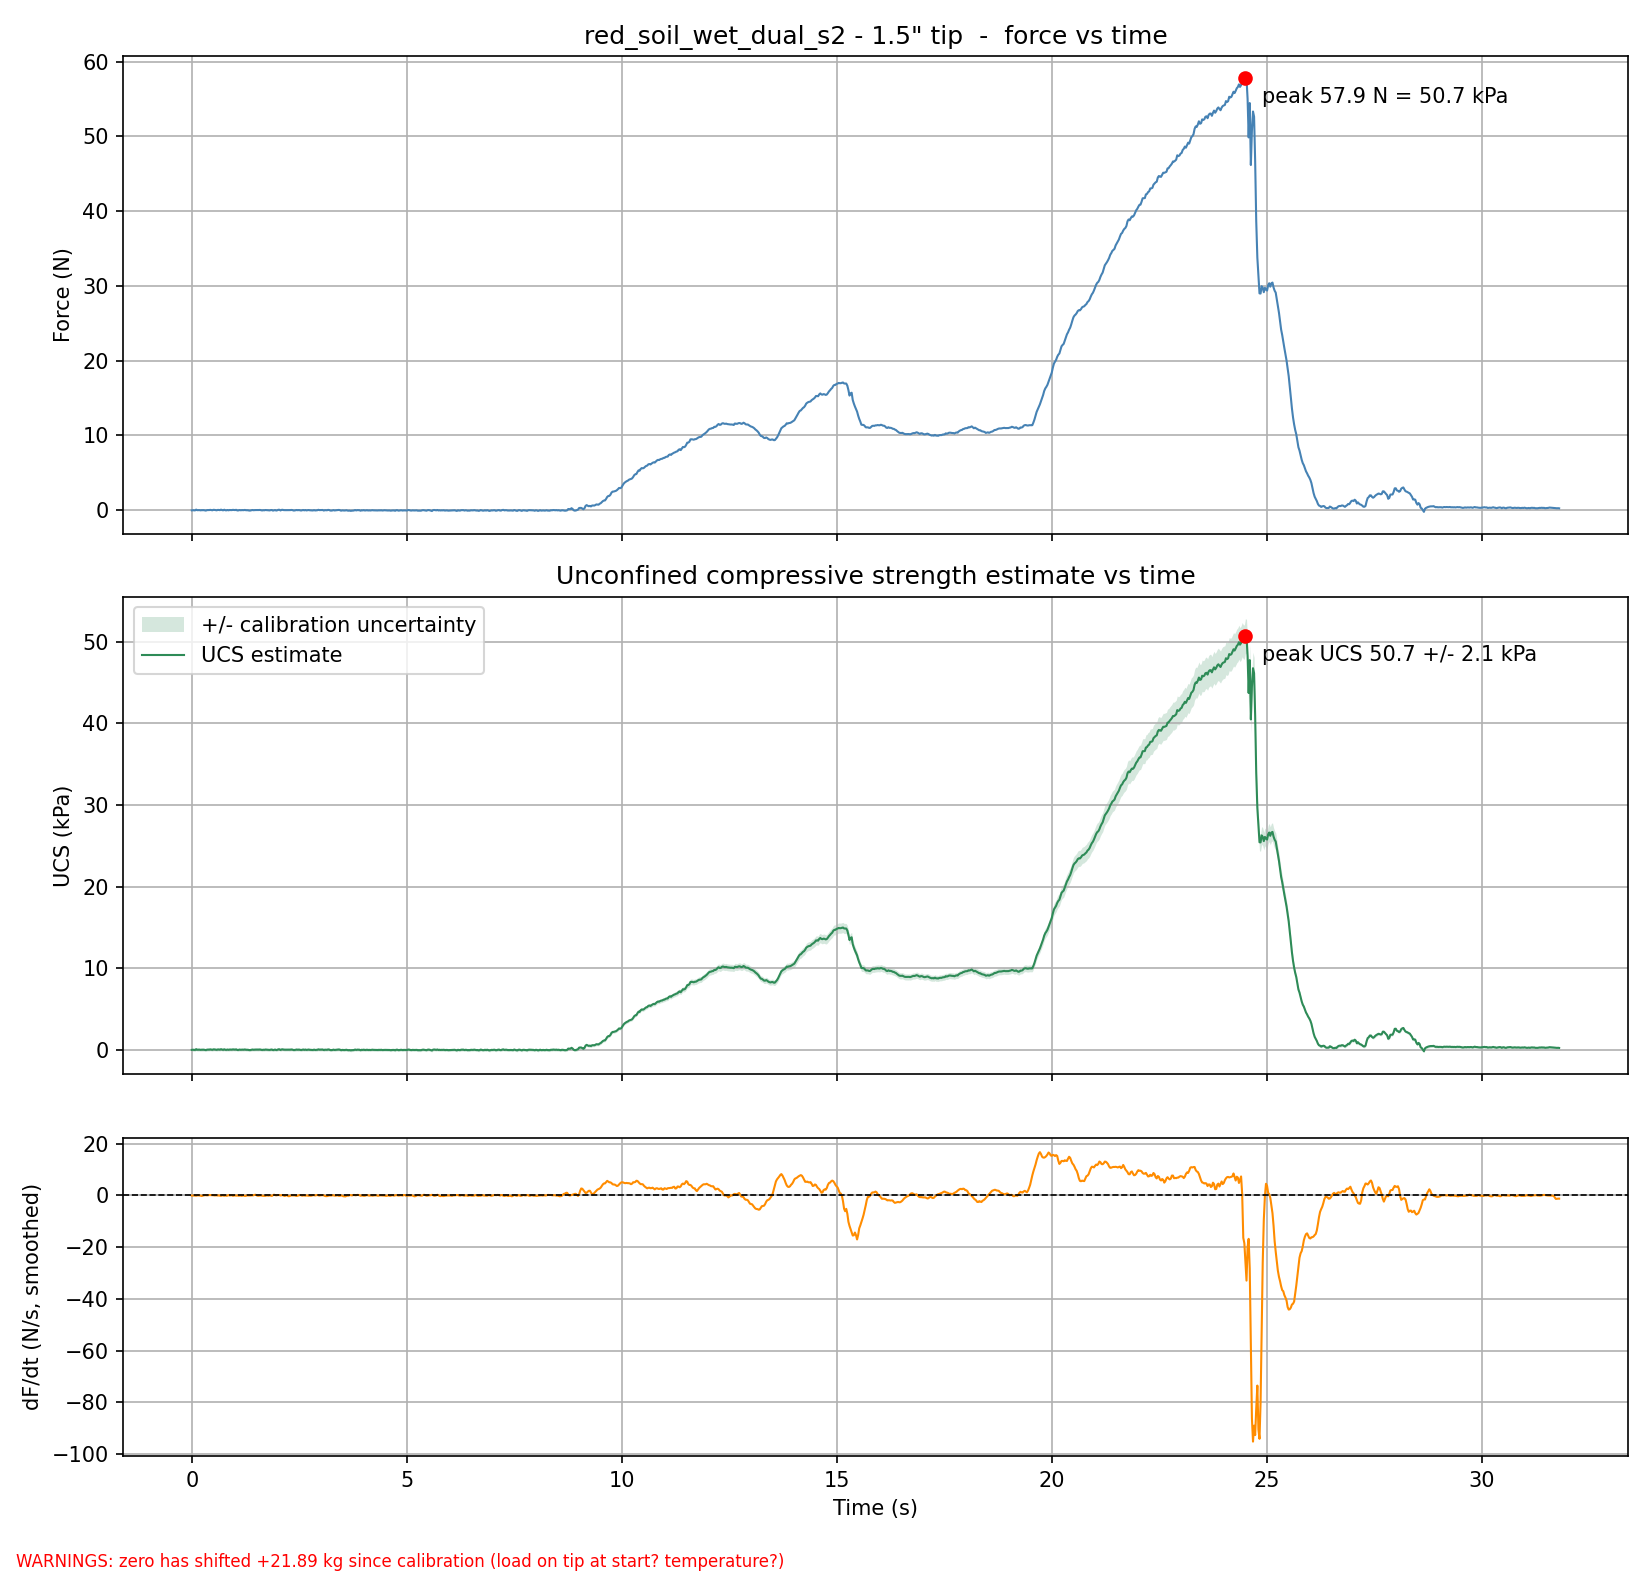 red_soil_wet_dual_s2 - 1.5" tip  -  force vs time
60
50
40
30
20
10
0
Force (N)
peak 57.9 N = 50.7 kPa
Unconfined compressive strength estimate vs time
50
40
30
20
10
0
UCS (kPa)
+/- calibration uncertainty
UCS estimate
peak UCS 50.7 +/- 2.1 kPa
20
0
−20
−40
−60
−80
−100
dF/dt (N/s, smoothed)
0 5 10 15 20 25 30
Time (s)
WARNINGS: zero has shifted +21.89 kg since calibration (load on tip at start? temperature?)